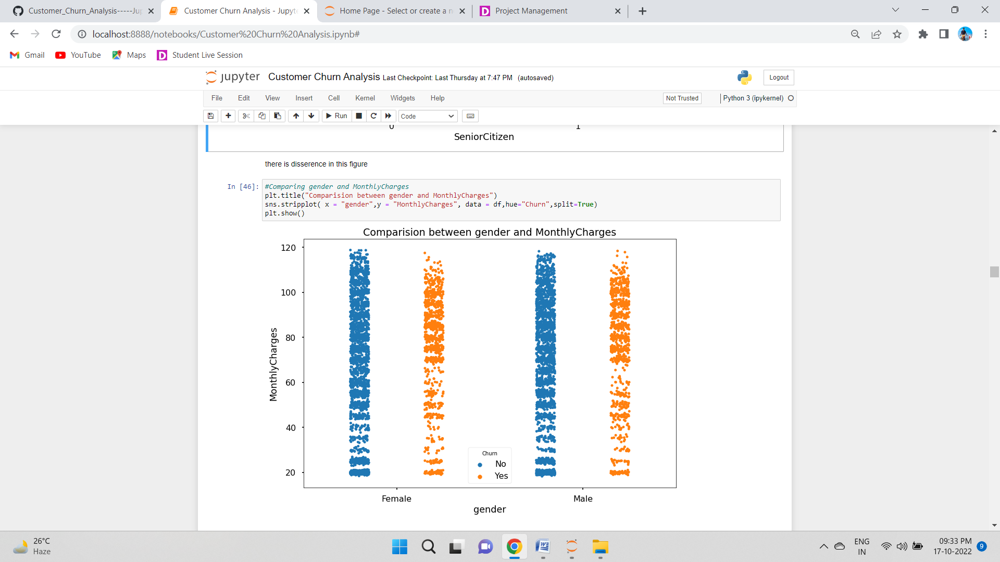 Customer_Churn_Analysis-----Jup
Customer Churn Analysis - Jupyte
Home Page - Select or create a n
Project Management
localhost:8888/notebooks/Customer%20Churn%20Analysis.ipynb#
Gmail
YouTube
Maps
Student Live Session
jupyter
Customer Churn Analysis Last Checkpoint: Last Thursday at 7:47 PM (autosaved)
Logout
File
Edit
View
Insert
Cell
Kernel
Widgets
Help
Not Trusted
Python 3 (ipykernel)
Run
Code
0
1
SeniorCitizen
there is disserence in this figure
In [46]:
#Comparing gender and MonthlyCharges
plt.title("Comparision between gender and MonthlyCharges")
sns.stripplot( x = "gender",y = "MonthlyCharges", data = df,hue="Churn",split=True)
plt.show()
Comparision between gender and MonthlyCharges
120
100
80
60
40
20
MonthlyCharges
Churn
No
Yes
Female
Male
gender
26°C
Haze
ENG
IN
09:33 PM
17-10-2022
9